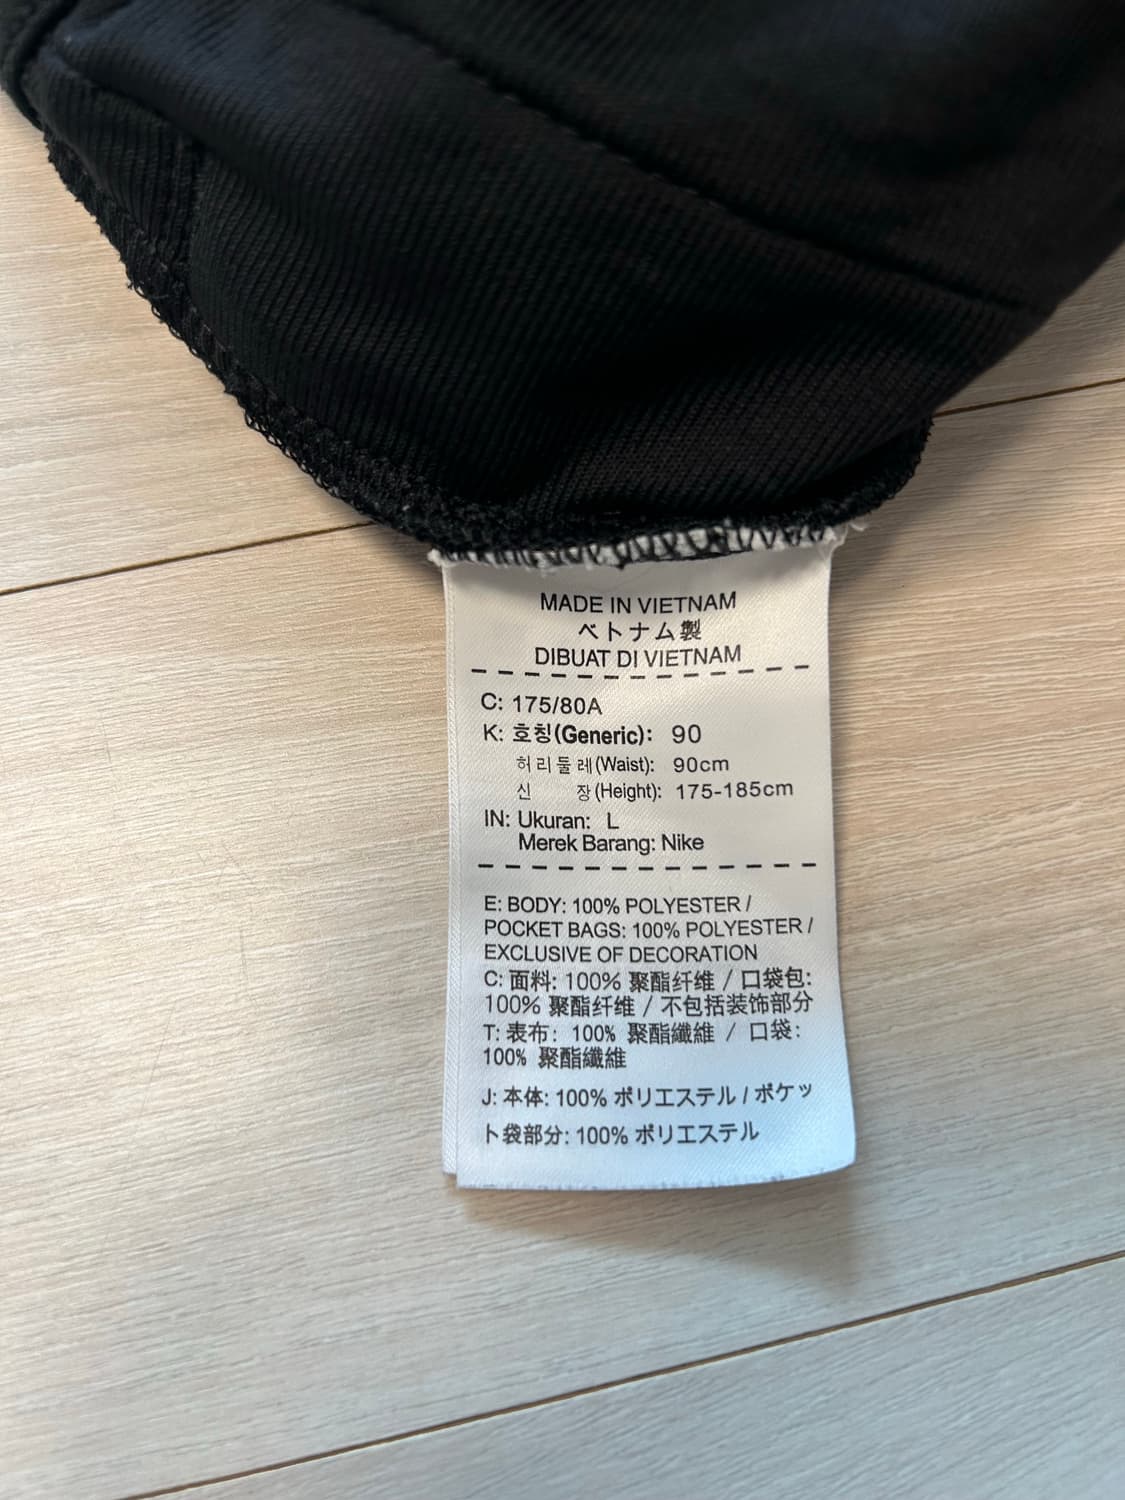 MADE IN VIETNAM
ベトナム製
DIBUAT DI VIETNAM
C: 175/80A
K: 호칭(Generic): 90
허리둘레(Waist): 90cm
신 장(Height): 175-185cm
IN: Ukuran: L
Merek Barang: Nike
E: BODY: 100% POLYESTER /
POCKET BAGS: 100% POLYESTER /
EXCLUSIVE OF DECORATION
C: 面料: 100% 聚酯纤维 / 口袋包:
100% 聚酯纤维 / 不包括装饰部分
T: 表布: 100% 聚酯纖維 / 口袋:
100% 聚酯纖維
J: 本体: 100% ポリエステル / ポケッ
ト袋部分: 100% ポリエステル